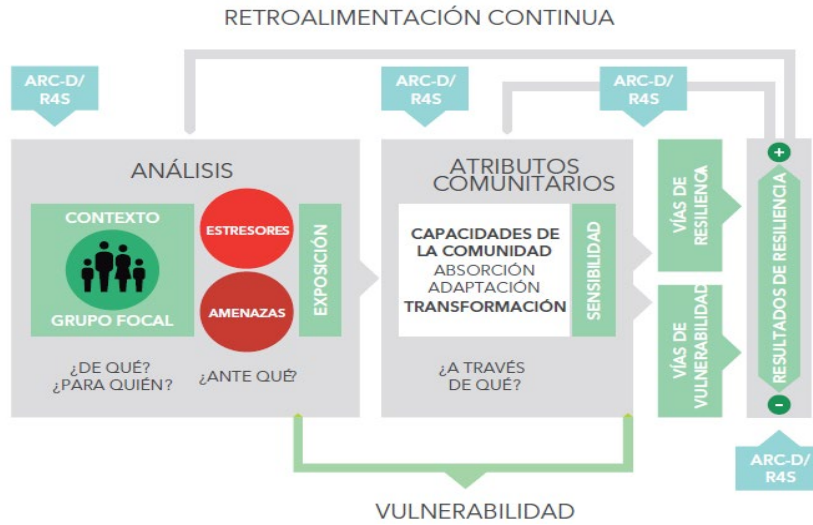 RETROALIMENTACIÓN CONTINUA
ARC-D/
R4S
ARC-D/
R4S
ARC-D/
R4S
ANÁLISIS
CONTEXTO
GRUPO FOCAL
ESTRESORES
AMENAZAS
EXPOSICIÓN
¿DE QUÉ?
¿PARA QUIÉN?
¿ANTE QUÉ?
ATRIBUTOS
COMUNITARIOS
CAPACIDADES DE
LA COMUNIDAD
ABSORCIÓN
ADAPTACIÓN
TRANSFORMACIÓN
SENSIBILIDAD
¿A TRAVÉS
DE QUÉ?
VÍAS DE
RESILIENCA
VÍAS DE
VULNERABILIDAD
+
RESULTADOS DE RESILIENCIA
−
ARC-D/
R4S
VULNERABILIDAD